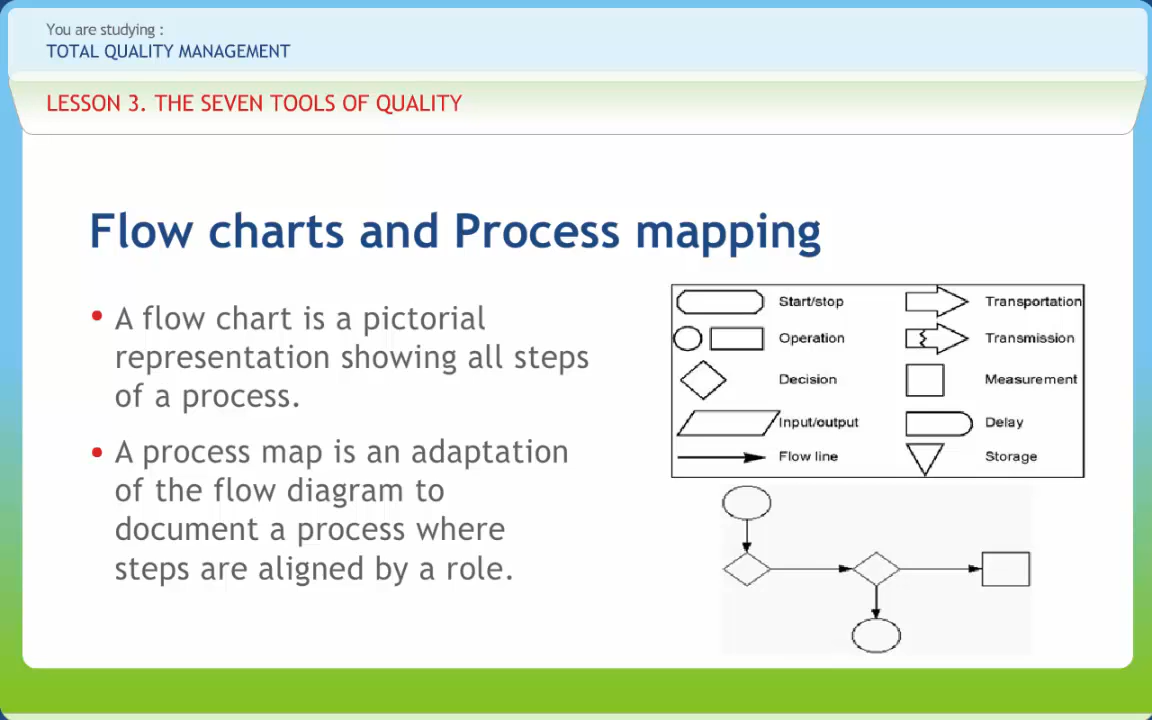 You are studying :
TOTAL QUALITY MANAGEMENT
LESSON 3. THE SEVEN TOOLS OF QUALITY
Flow charts and Process mapping
• A flow chart is a pictorial
representation showing all steps
of a process.
• A process map is an adaptation
of the flow diagram to
document a process where
steps are aligned by a role.
Start/stop
Transportation
Operation
Transmission
Decision
Measurement
Input/output
Delay
Flow line
Storage